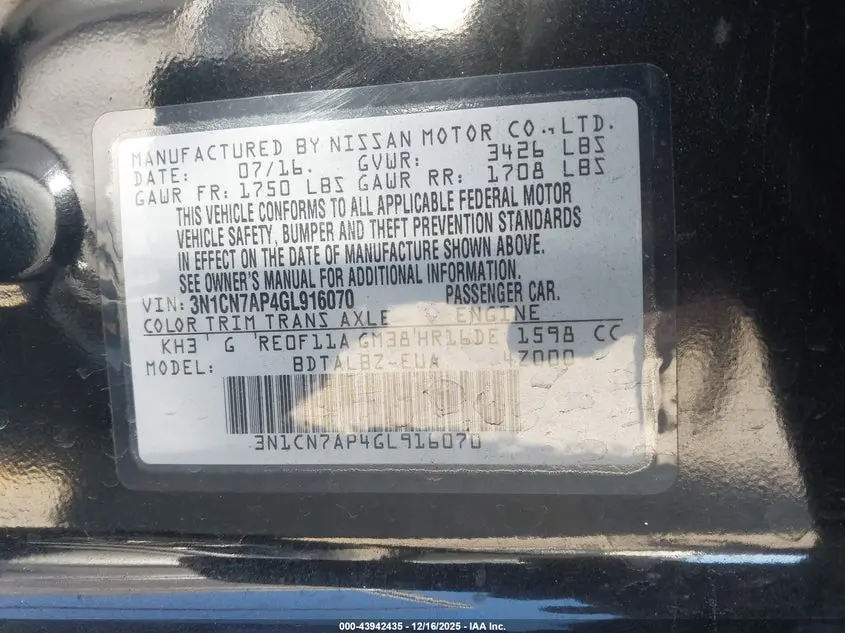 MANUFACTURED BY NISSAN MOTOR CO.,LTD.
DATE: 07/16. GVWR: 3426 LBS
GAWR FR: 1750 LBS GAWR RR: 1708 LBS
THIS VEHICLE CONFORMS TO ALL APPLICABLE FEDERAL MOTOR
VEHICLE SAFETY, BUMPER AND THEFT PREVENTION STANDARDS
IN EFFECT ON THE DATE OF MANUFACTURE SHOWN ABOVE.
SEE OWNER'S MANUAL FOR ADDITIONAL INFORMATION.
VIN: 3N1CN7AP4GL916070 PASSENGER CAR.
COLOR TRIM TRANS AXLE ENGINE
KH3 G RE0F11A GM38 HR16DE 1598 CC
MODEL: BDTALBZ-EUA 4Z000
3N1CN7AP4GL916070
000-43942435 - 12/16/2025 - IAA Inc.